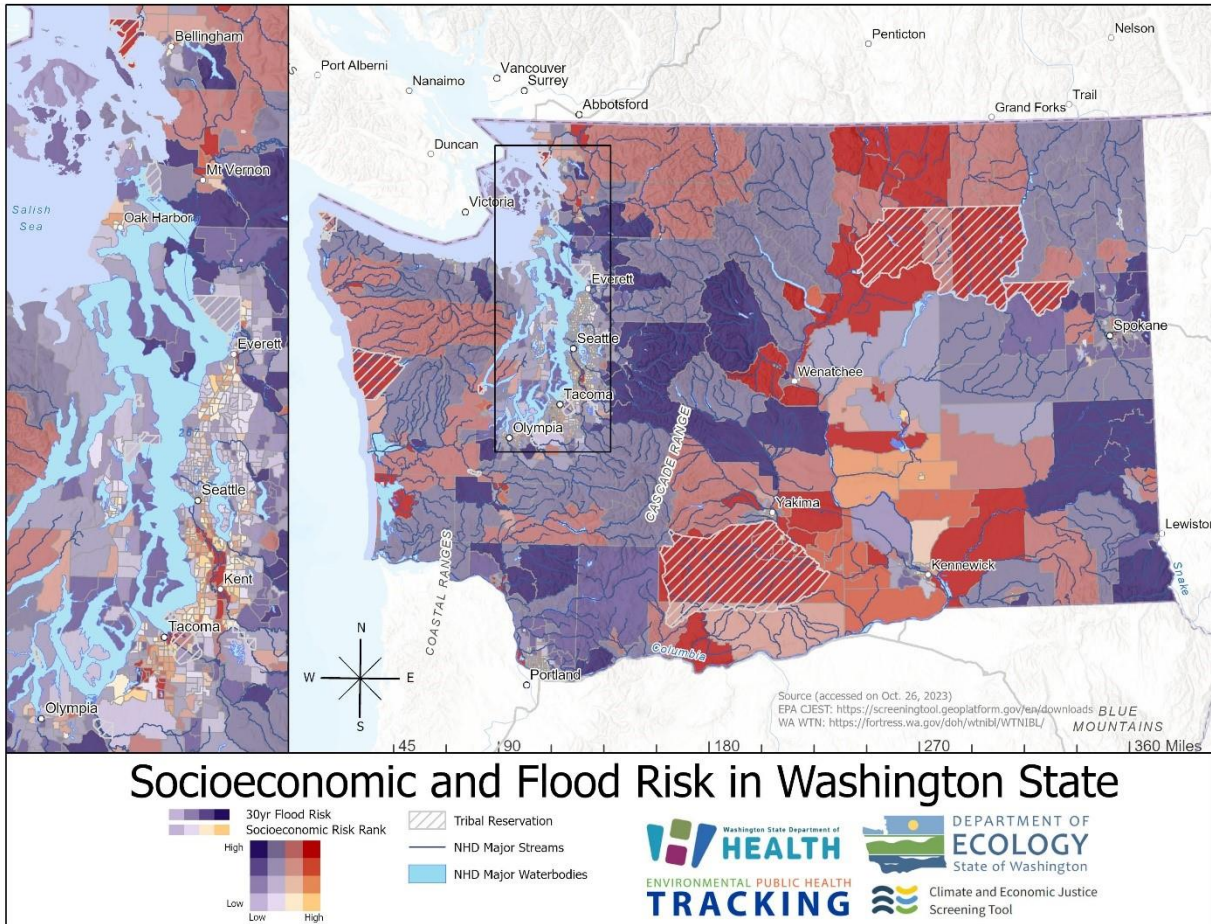 Bellingham
Mt Vernon
Salish
Sea
Oak Harbor
Everett
Seattle
Kent
Tacoma
Olympia
Penticton
Nelson
Port Alberni
Nanaimo
Vancouver
Surrey
Abbotsford
Trail
Grand Forks
Duncan
Victoria
Everett
Seattle
Spokane
Wenatchee
Tacoma
Olympia
CASCADE RANGE
Yakima
Lewiston
Kennewick
Snake
COASTAL RANGES
Columbia
Portland
N
W
E
S
Source (accessed on Oct. 26, 2023)
EPA CJEST: https://screeningtool.geoplatform.gov/en/downloads
WA WTN: https://fortress.wa.gov/doh/wtnibl/WTNIBL/
BLUE
MOUNTAINS
45 90 180 270 360 Miles
Socioeconomic and Flood Risk in Washington State
30yr Flood Risk
Socioeconomic Risk Rank
High
Low
Low
High
Tribal Reservation
NHD Major Streams
NHD Major Waterbodies
Washington State Department of
HEALTH
ENVIRONMENTAL PUBLIC HEALTH
TRACKING
DEPARTMENT OF
ECOLOGY
State of Washington
Climate and Economic Justice
Screening Tool